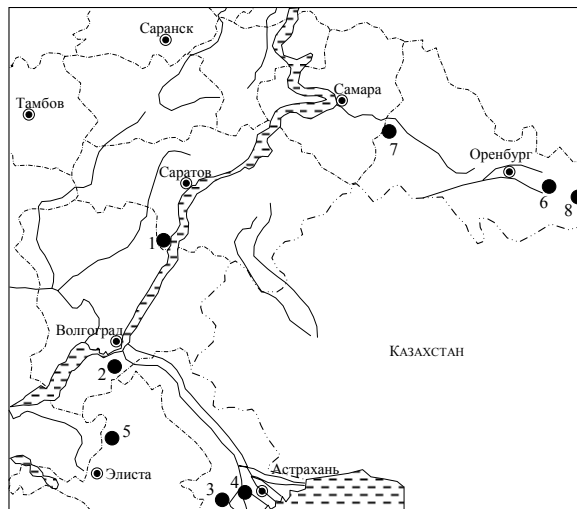 Саранск
Самара
Тамбов
7
Оренбург
Саратов
6
8
1
Волгоград
КАЗАХСТАН
2
5
Элиста
Астрахань
4
3